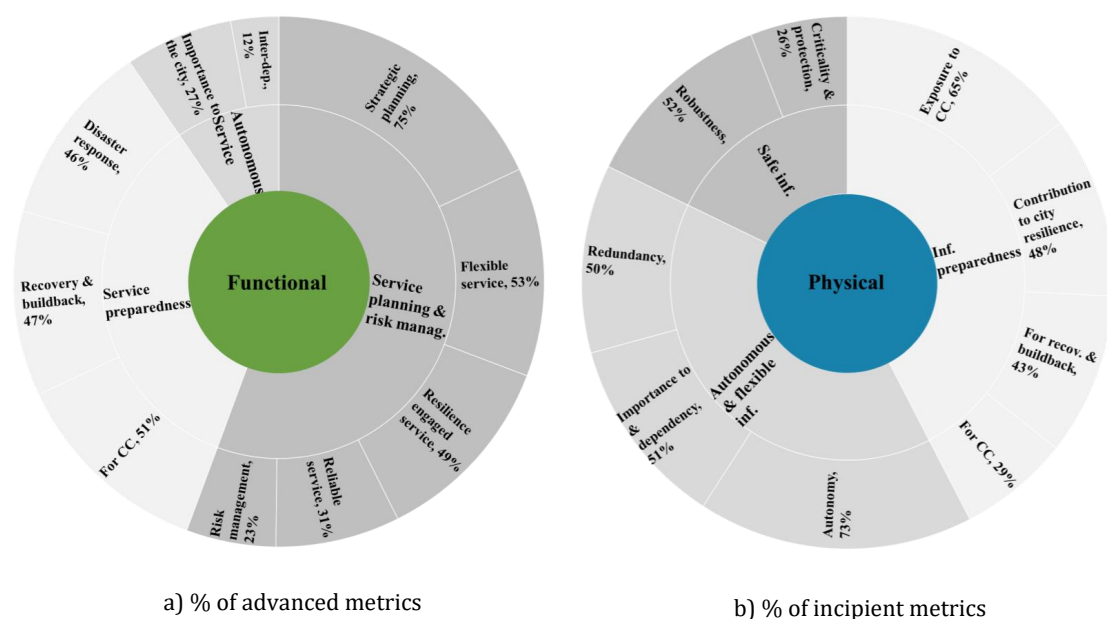 Functional
Service
planning &
risk manag.
Strategic
planning,
75%
Flexible
service, 53%
Resilience
engaged
service, 49%
Reliable
service, 31%
Risk
management,
23%
Service
preparedness
For CC, 51%
Recovery &
buildback,
47%
Disaster
response,
46%
Autonomous
Service
Importance to
the city, 27%
Inter-dep.,
12%
a) % of advanced metrics
Physical
Inf.
preparedness
Exposure to
CC, 65%
Contribution
to city
resilience,
48%
For recov. &
buildback,
43%
For CC, 29%
Autonomous
& flexible
inf.
Autonomy,
73%
Importance to
&
dependency,
51%
Redundancy,
50%
Safe inf.
Robustness,
52%
Criticality &
protection,
26%
b) % of incipient metrics